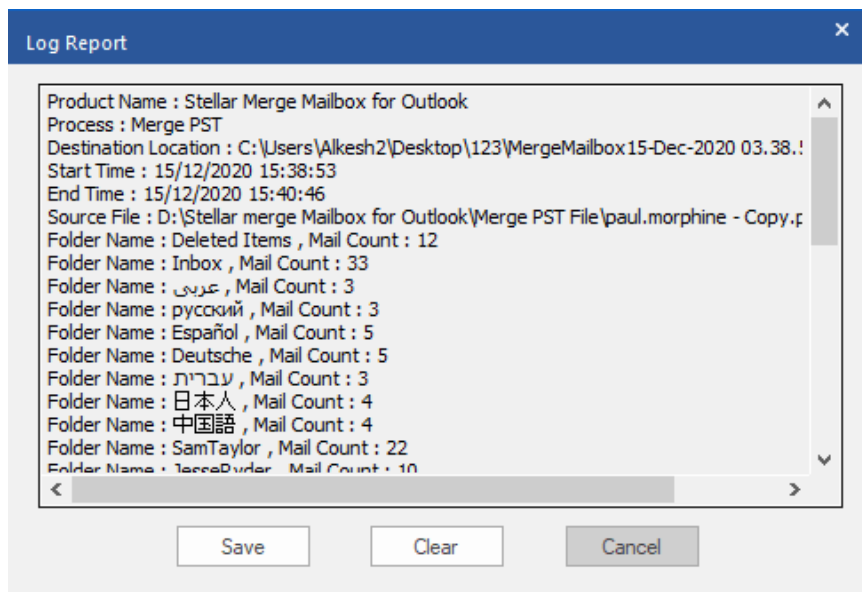 Log Report
Product Name : Stellar Merge Mailbox for Outlook
Process : Merge PST
Destination Location : C:\Users\Alkesh2\Desktop\123\MergeMailbox15-Dec-2020 03.38.
Start Time : 15/12/2020 15:38:53
End Time : 15/12/2020 15:40:46
Source File : D:\Stellar merge Mailbox for Outlook\Merge PST File\paul.morphine - Copy.p
Folder Name : Deleted Items , Mail Count : 12
Folder Name : Inbox , Mail Count : 33
Folder Name : عربى , Mail Count : 3
Folder Name : русский , Mail Count : 3
Folder Name : Español , Mail Count : 5
Folder Name : Deutsche , Mail Count : 5
Folder Name : עברית , Mail Count : 3
Folder Name : 日本人 , Mail Count : 4
Folder Name : 中国語 , Mail Count : 4
Folder Name : SamTaylor , Mail Count : 22
Folder Name : JesseRyder , Mail Count : 10
Save Clear Cancel